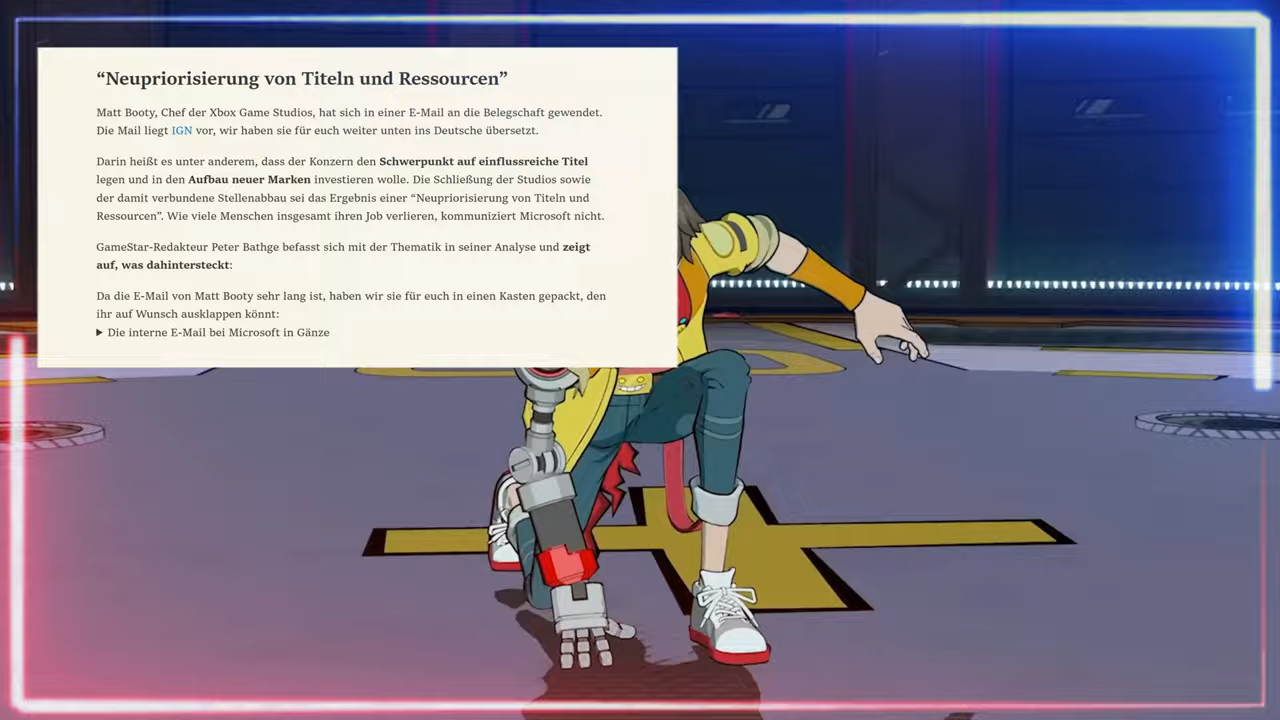 “Neupriorisierung von Titeln und Ressourcen”
Matt Booty, Chef der Xbox Game Studios, hat sich in einer E-Mail an die Belegschaft gewendet.
Die Mail liegt IGN vor, wir haben sie für euch weiter unten ins Deutsche übersetzt.
Darin heißt es unter anderem, dass der Konzern den Schwerpunkt auf einflussreiche Titel
legen und in den Aufbau neuer Marken investieren wolle. Die Schließung der Studios sowie
der damit verbundene Stellenabbau sei das Ergebnis einer “Neupriorisierung von Titeln und
Ressourcen”. Wie viele Menschen insgesamt ihren Job verlieren, kommuniziert Microsoft nicht.
GameStar-Redakteur Peter Bathge befasst sich mit der Thematik in seiner Analyse und zeigt
auf, was dahintersteckt:
Da die E-Mail von Matt Booty sehr lang ist, haben wir sie für euch in einen Kasten gepackt, den
ihr auf Wunsch ausklappen könnt:
▶ Die interne E-Mail bei Microsoft in Gänze